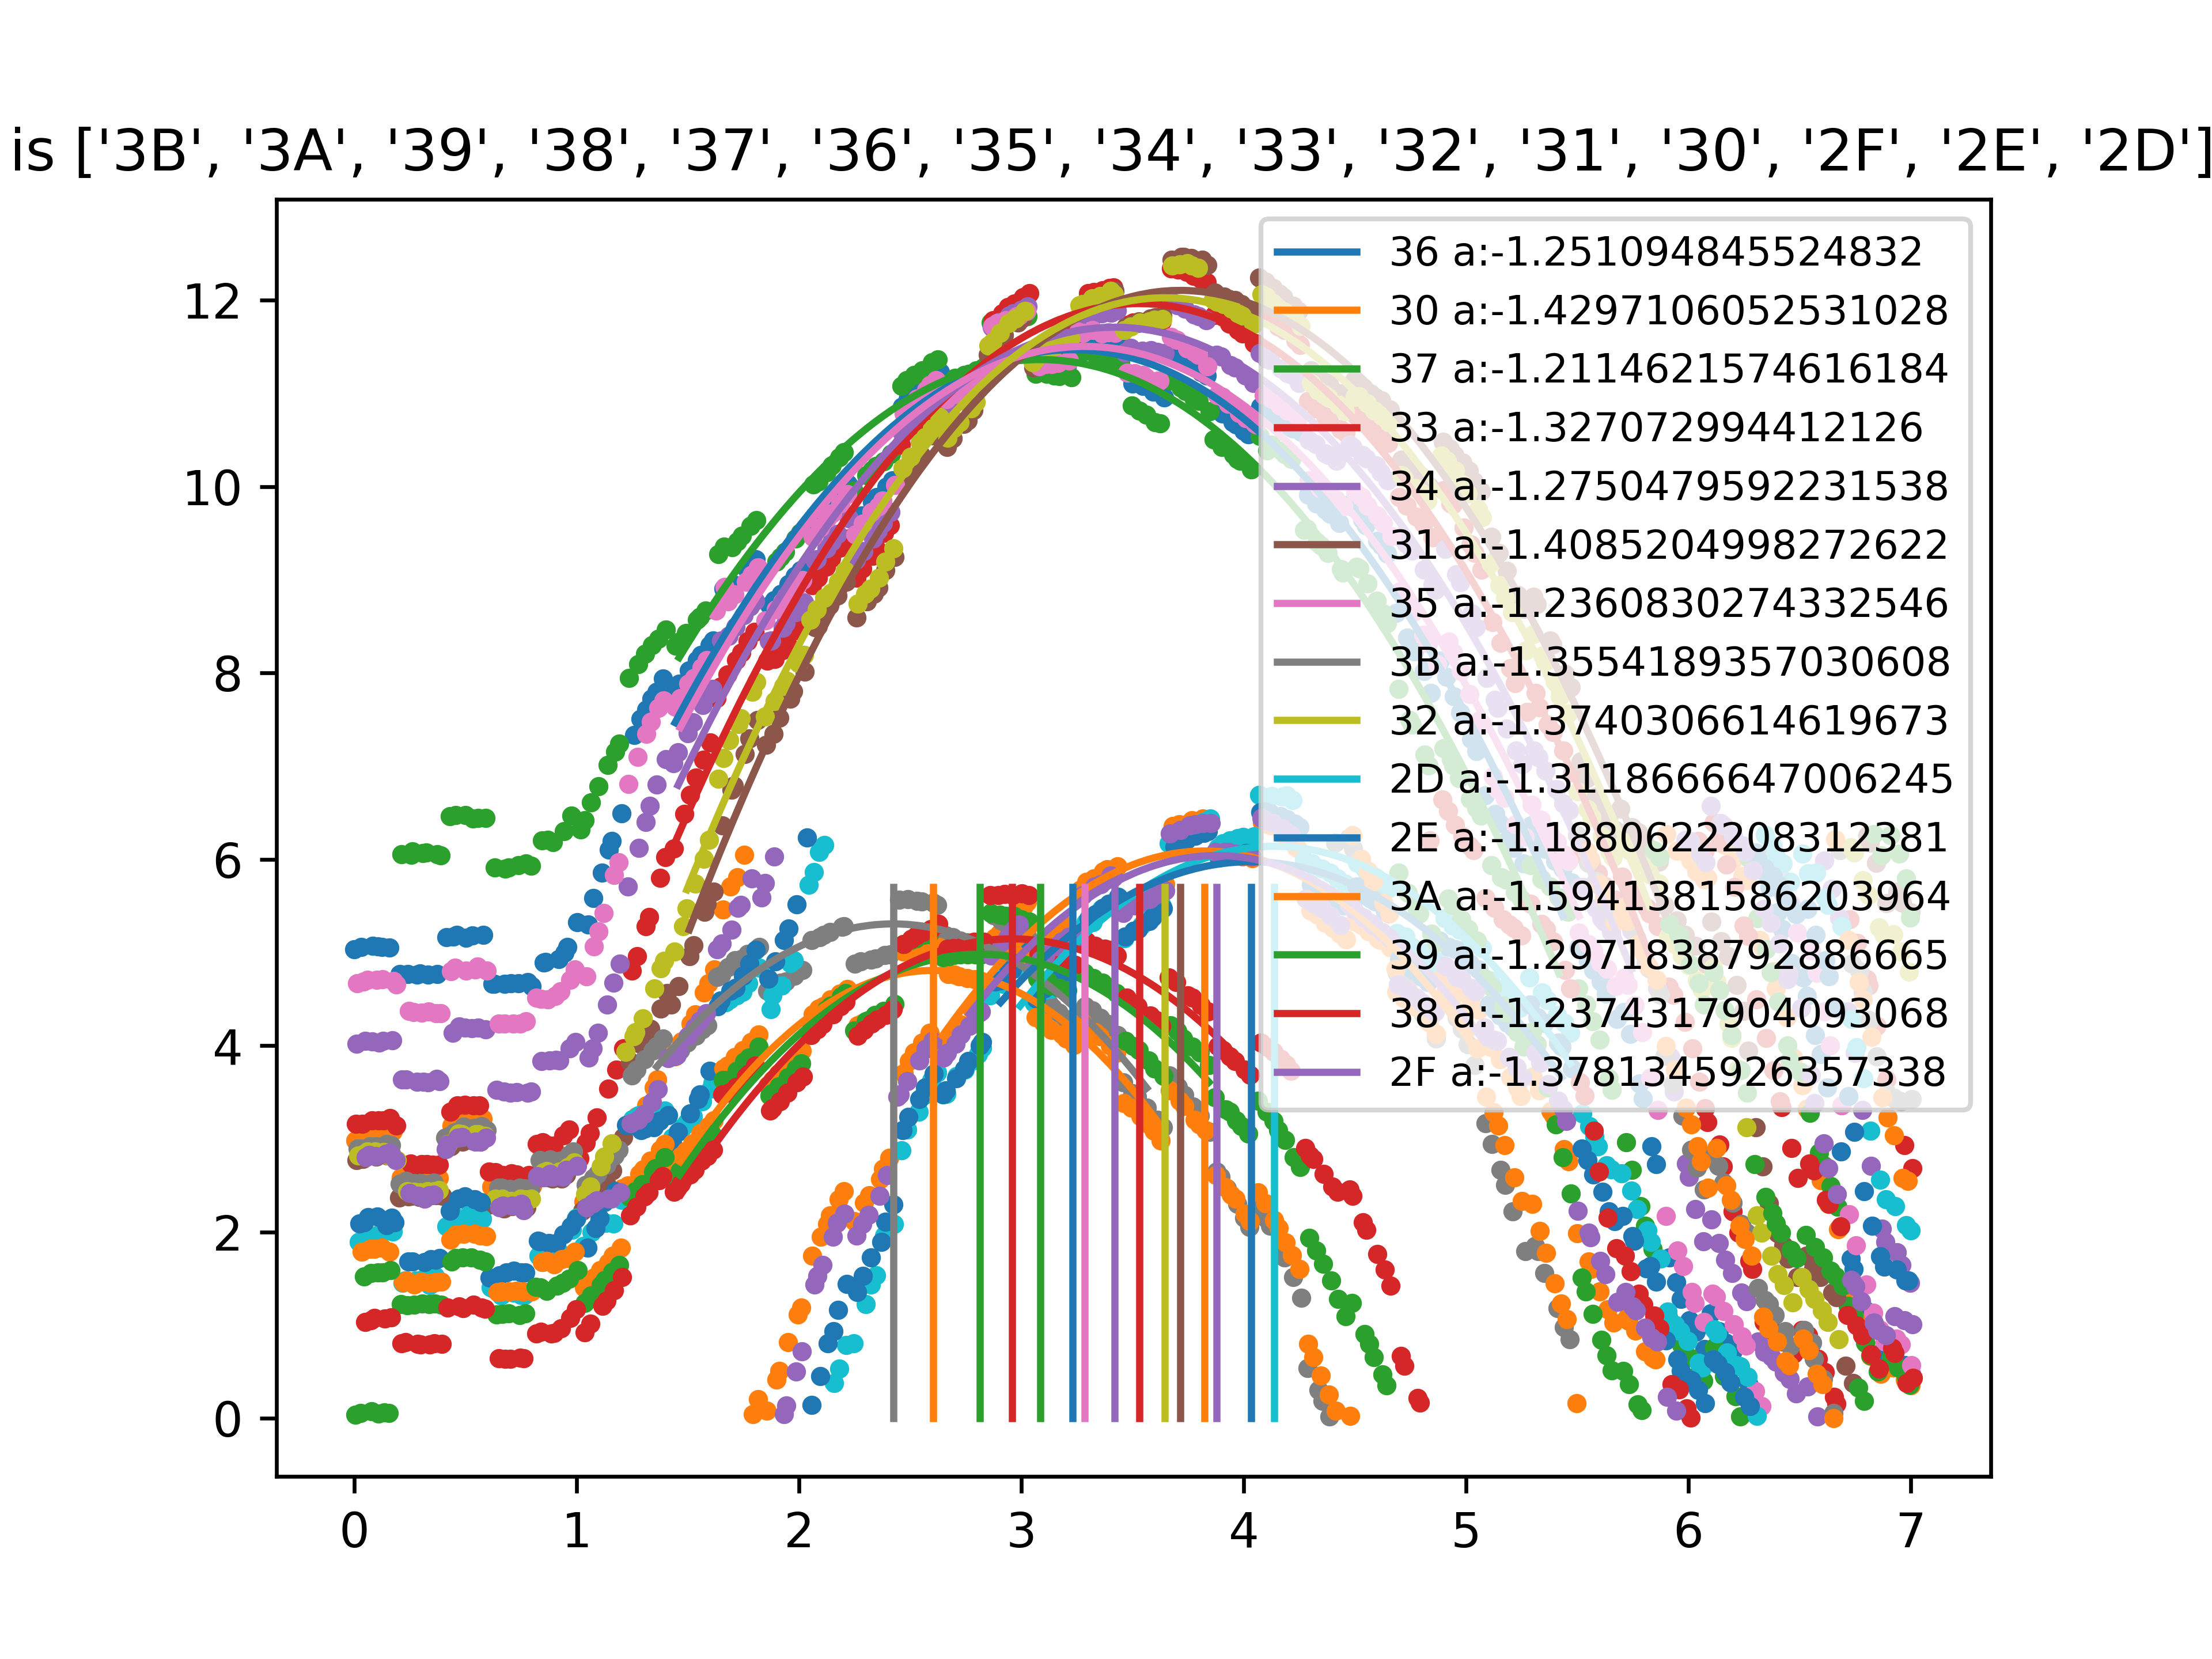 is ['3B', '3A', '39', '38', '37', '36', '35', '34', '33', '32', '31', '30', '2F', '2E', '2D']
36 a:-1.251094845524832
30 a:-1.4297106052531028
37 a:-1.2114621574616184
33 a:-1.327072994412126
34 a:-1.2750479592231538
31 a:-1.4085204998272622
35 a:-1.2360830274332546
3B a:-1.3554189357030608
32 a:-1.3740306614619673
2D a:-1.3118666647006245
2E a:-1.1880622208312381
3A a:-1.5941381586203964
39 a:-1.2971838792886665
38 a:-1.2374317904093068
2F a:-1.3781345926357338
12
10
8
6
4
2
0
0 1 2 3 4 5 6 7